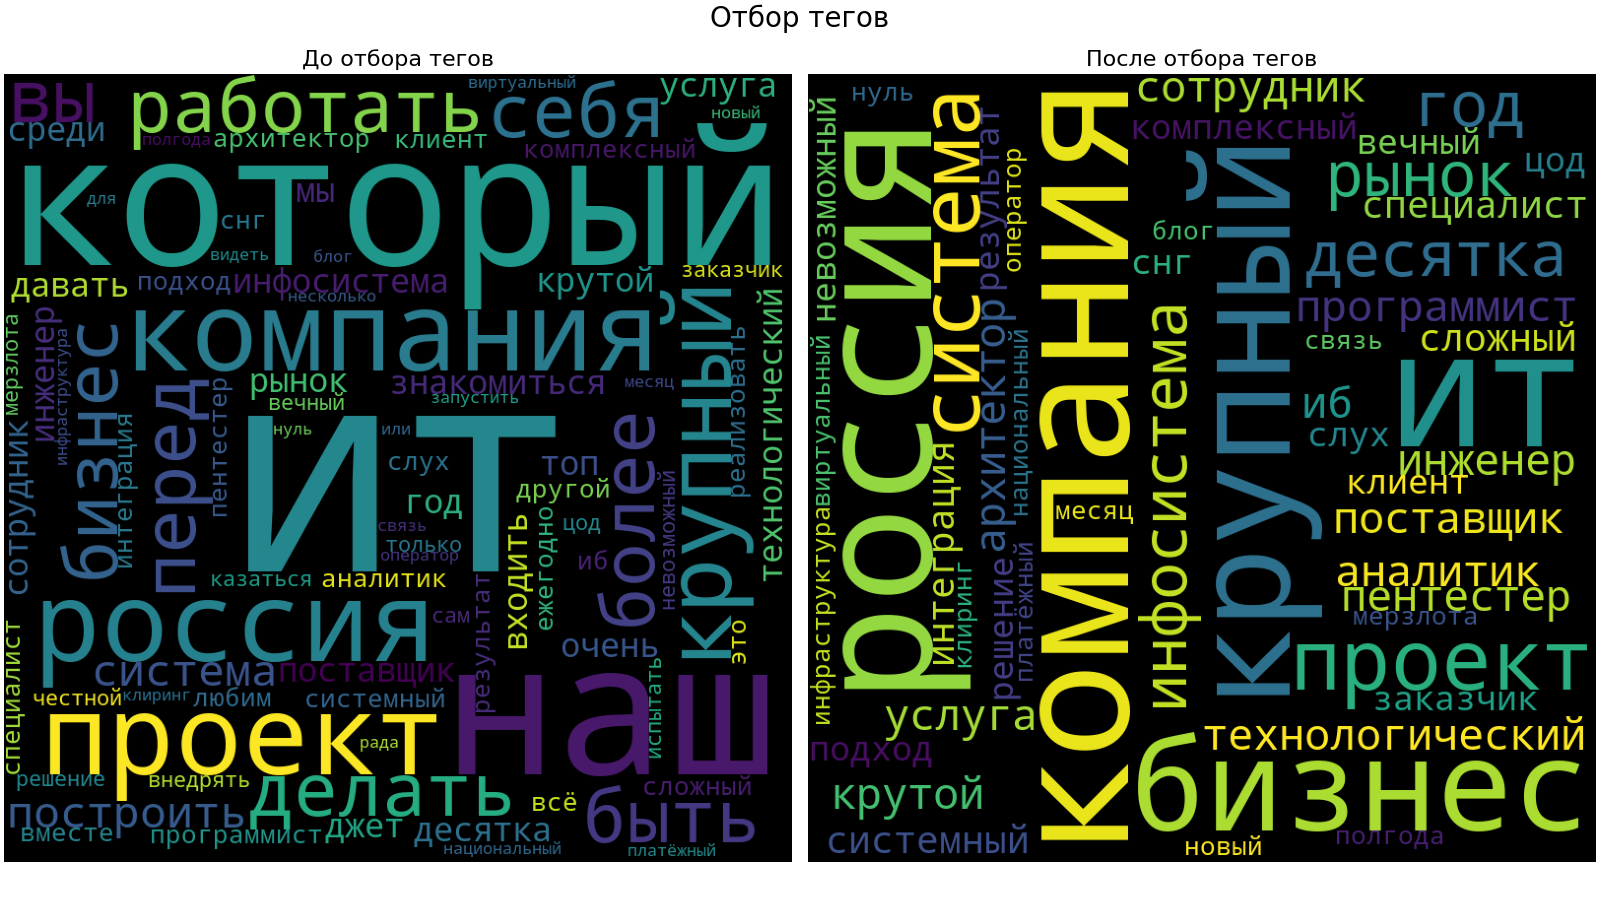 Отбор тегов
До отбора тегов
вы
работать
себя
виртуальный
услуга
новый
среди
полгода
архитектор
клиент
комплексный
который
для
мы
снг
видеть
блог
давать
подход
инфосистема
несколько
крутой
заказчик
компания
крупный
мерзлота
инженер
инфраструктура
бизнес
перед
рынок
вечный
знакомиться
запустить
месяц
реализовать
технологический
сотрудник
интеграция
пентестер
нуль
или
ит
слух
топ
более
год
другой
связь
только
оператор
цод
иб
невозможный
казаться
аналитик
входить
ежегодно
россия
сам
результат
очень
это
система
поставщик
специалист
честной
клиринг
любим
системный
наш
испытать
проект
рада
решение
внедрять
делать
сложный
построить
всё
быть
вместе
программист
джет
десятка
национальный
платёжный
После отбора тегов
невозможный
нуль
система
результат
оператор
компания
сотрудник
комплексный
год
вечный
рынок
цод
специалист
россия
блог
снг
крупный
десятка
программист
связь
сложный
виртуальный
инфраструктура
архитектор
национальный
инфосистема
ит
иб
слух
инженер
клиент
месяц
поставщик
интеграция
клиринг
решение
платёжный
аналитик
пентестер
мерзлота
проект
заказчик
услуга
подход
технологический
крутой
бизнес
системный
полгода
новый